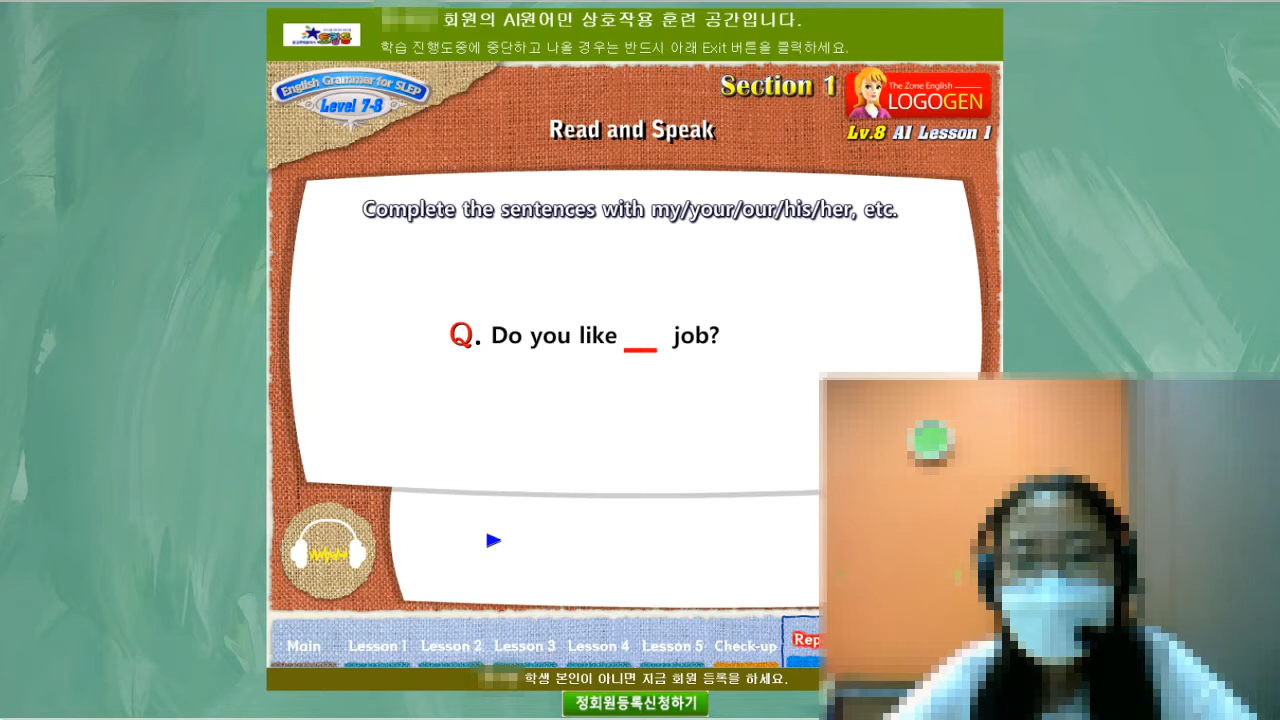 회원의 AI원어민 상호작용 훈련 공간입니다.
학습 진행도중에 중단하고 나올 경우는 반드시 아래 Exit 버튼을 클릭하세요.
English Grammer for SLEP
Level 7-8
Section 1
The Zone English
LOGOGEN
Lv.8 AI Lesson 1
Read and Speak
Complete the sentences with my/your/our/his/her, etc.
Q. Do you like __ job?
Main Lesson 1 Lesson 2 Lesson 3 Lesson 4 Lesson 5 Check-up Rep
학생 본인이 아니면 지금 회원 등록을 하세요.
정회원등록신청하기